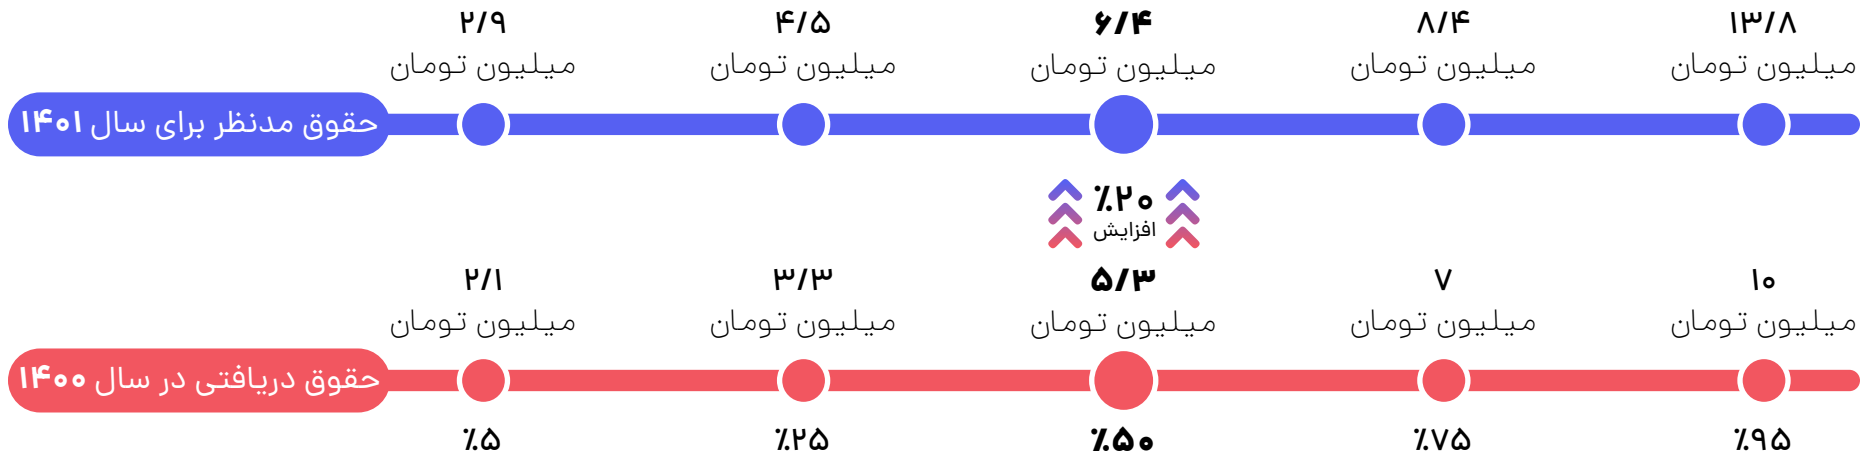 ۲/۹
میلیون تومان
۴/۵
میلیون تومان
۶/۴
میلیون تومان
۸/۴
میلیون تومان
۱۳/۸
میلیون تومان
حقوق مدنظر برای سال ۱۴۰۱
٪۲۰
افزایش
۲/۱
میلیون تومان
۳/۳
میلیون تومان
۵/۳
میلیون تومان
۷
میلیون تومان
۱۰
میلیون تومان
حقوق دریافتی در سال ۱۴۰۰
٪۵
٪۲۵
٪۵۰
٪۷۵
٪۹۵